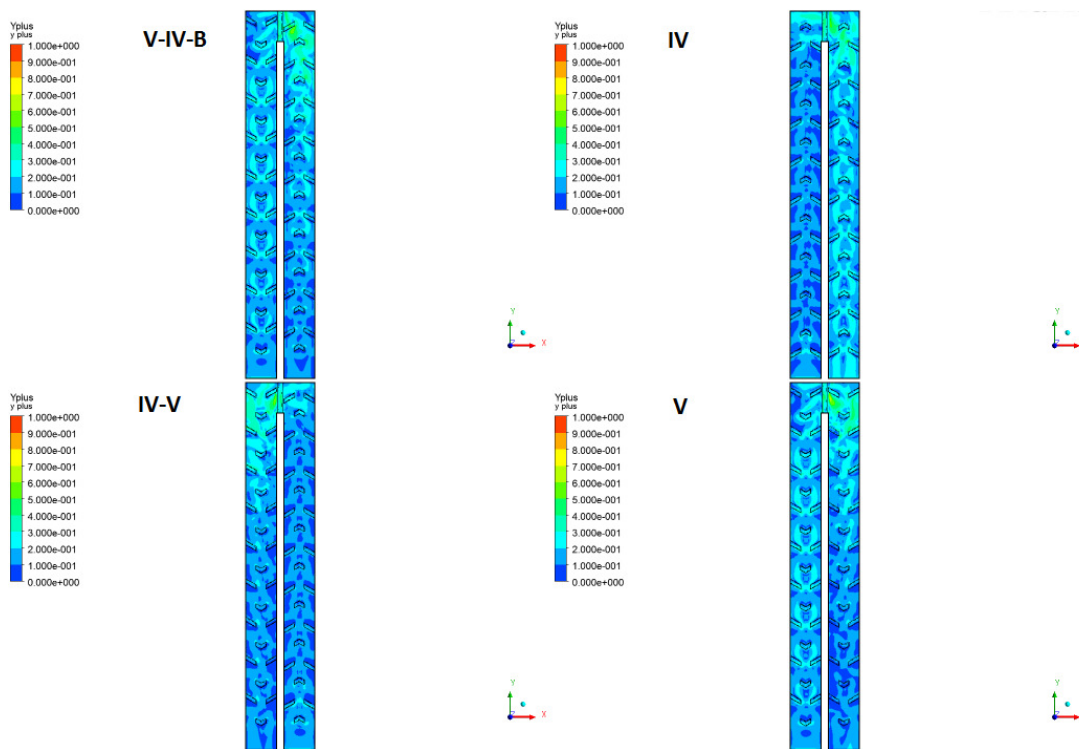 Yplus
y plus
1.000e+000
9.000e-001
8.000e-001
7.000e-001
6.000e-001
5.000e-001
4.000e-001
3.000e-001
2.000e-001
1.000e-001
0.000e+000
V-IV-B
Y
Z
X
Yplus
y plus
1.000e+000
9.000e-001
8.000e-001
7.000e-001
6.000e-001
5.000e-001
4.000e-001
3.000e-001
2.000e-001
1.000e-001
0.000e+000
IV
Y
Z
Yplus
y plus
1.000e+000
9.000e-001
8.000e-001
7.000e-001
6.000e-001
5.000e-001
4.000e-001
3.000e-001
2.000e-001
1.000e-001
0.000e+000
IV-V
Y
Z
X
Yplus
y plus
1.000e+000
9.000e-001
8.000e-001
7.000e-001
6.000e-001
5.000e-001
4.000e-001
3.000e-001
2.000e-001
1.000e-001
0.000e+000
V
Y
Z